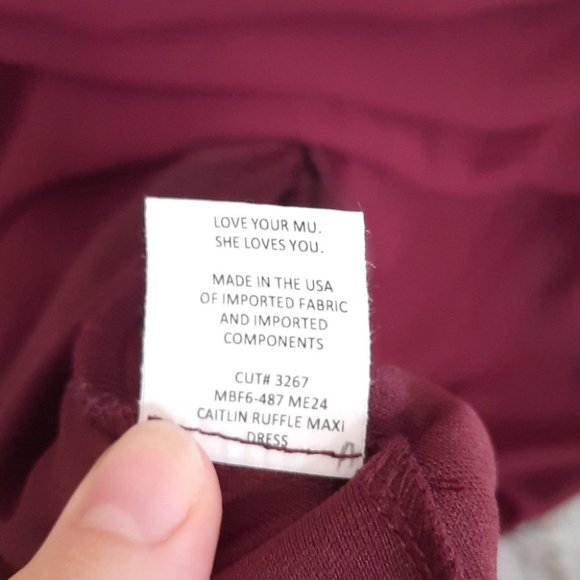 LOVE YOUR MU.
SHE LOVES YOU.
MADE IN THE USA
OF IMPORTED FABRIC
AND IMPORTED
COMPONENTS
CUT# 3267
MBF6-487 ME24
CAITLIN RUFFLE MAXI
DRESS